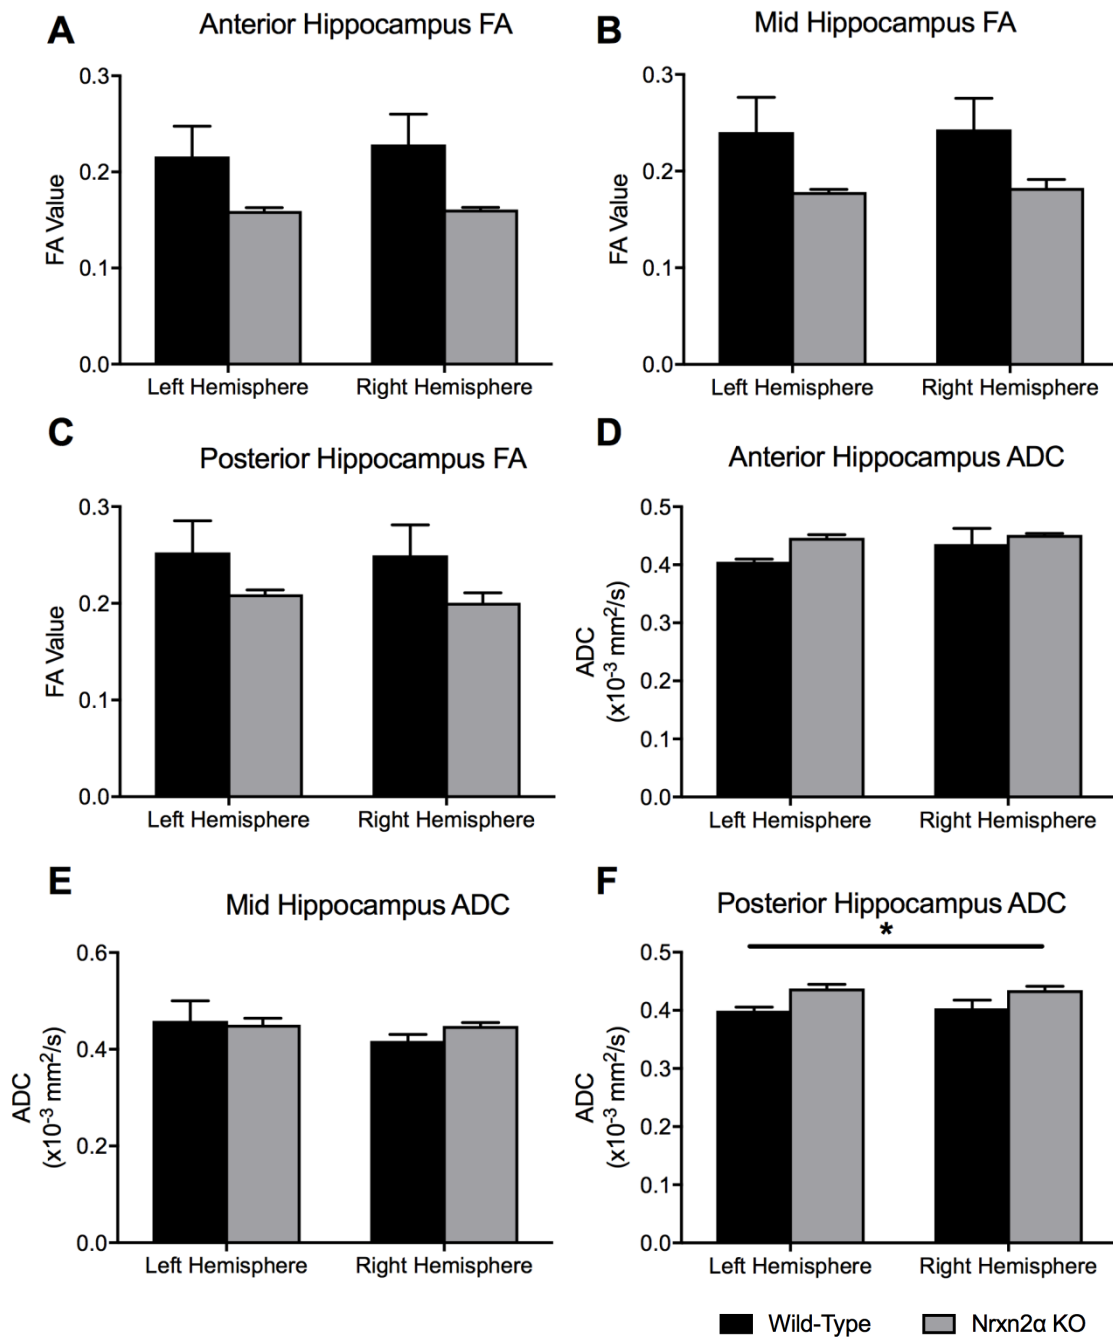 A
Anterior Hippocampus FA
0.3
0.2
0.1
0.0
FA Value
Left Hemisphere
Right Hemisphere
B
Mid Hippocampus FA
0.3
0.2
0.1
0.0
FA Value
Left Hemisphere
Right Hemisphere
C
Posterior Hippocampus FA
0.3
0.2
0.1
0.0
FA Value
Left Hemisphere
Right Hemisphere
D
Anterior Hippocampus ADC
0.5
0.4
0.3
0.2
0.1
0.0
ADC
(x10⁻³ mm²/s)
Left Hemisphere
Right Hemisphere
E
Mid Hippocampus ADC
0.6
0.4
0.2
0.0
ADC
(x10⁻³ mm²/s)
Left Hemisphere
Right Hemisphere
F
Posterior Hippocampus ADC
*
0.5
0.4
0.3
0.2
0.1
0.0
ADC
(x10⁻³ mm²/s)
Left Hemisphere
Right Hemisphere
Wild-Type
Nrxn2α KO